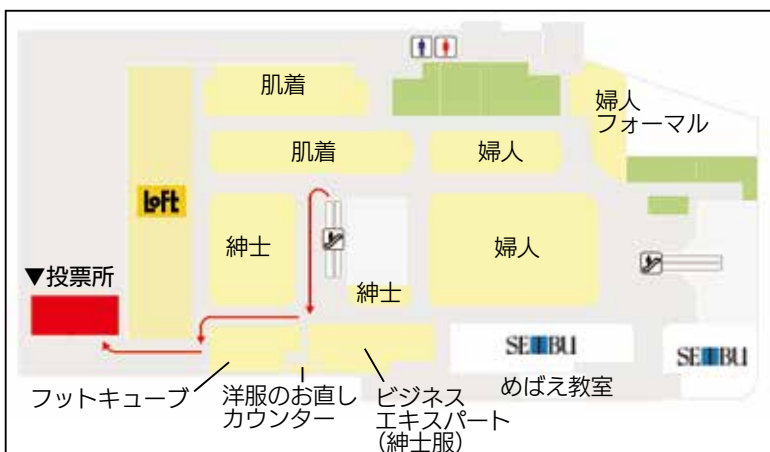 肌着
婦人
フォーマル
肌着
婦人
LoFt
紳士
婦人
▼投票所
紳士
SEIBU
SEIBU
フットキューブ
洋服のお直し
カウンター
ビジネス
エキスパート
(紳士服)
めばえ教室